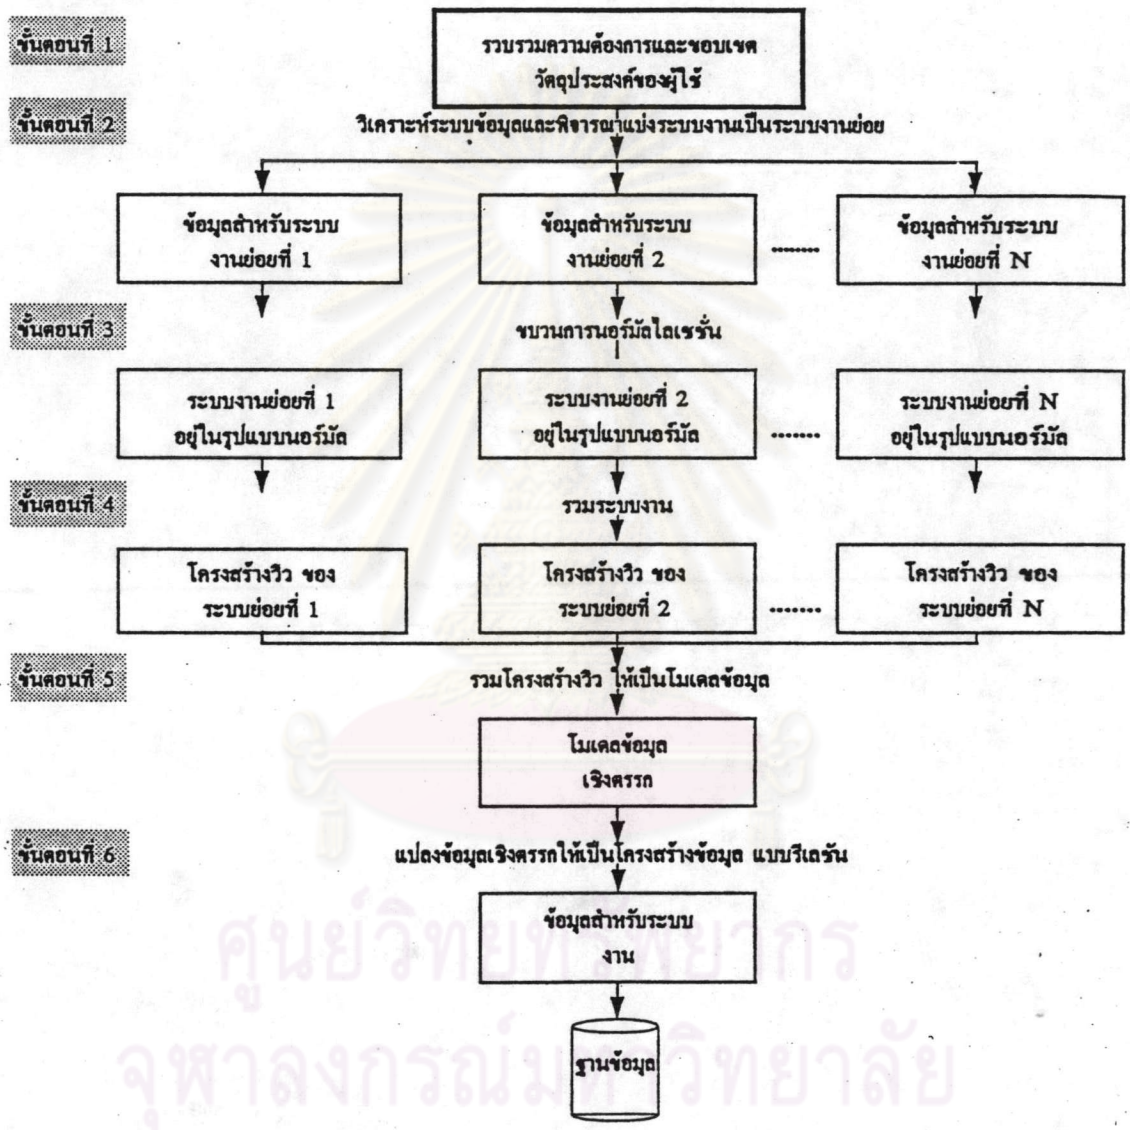 ขั้นตอนที่ 1
รวบรวมความต้องการและขอบเขต
วัตถุประสงค์ของผู้ใช้
ขั้นตอนที่ 2
วิเคราะห์ระบบข้อมูลและพิจารณาแบ่งระบบงานเป็นระบบงานย่อย
ข้อมูลสำหรับระบบ
งานย่อยที่ 1
ข้อมูลสำหรับระบบ
งานย่อยที่ 2
........
ข้อมูลสำหรับระบบ
งานย่อยที่ N
ขั้นตอนที่ 3
ขบวนการนอร์มัลไลเซชั่น
ระบบงานย่อยที่ 1
อยู่ในรูปแบบนอร์มัล
ระบบงานย่อยที่ 2
อยู่ในรูปแบบนอร์มัล
........
ระบบงานย่อยที่ N
อยู่ในรูปแบบนอร์มัล
ขั้นตอนที่ 4
รวมระบบงาน
โครงสร้างวิว ของ
ระบบย่อยที่ 1
โครงสร้างวิว ของ
ระบบย่อยที่ 2
........
โครงสร้างวิว ของ
ระบบย่อยที่ N
ขั้นตอนที่ 5
รวมโครงสร้างวิว ให้เป็นโมเดลข้อมูล
โมเดลข้อมูล
เชิงตรรก
ขั้นตอนที่ 6
แปลงข้อมูลเชิงตรรกให้เป็นโครงสร้างข้อมูล แบบรีเลชัน
ข้อมูลสำหรับระบบ
งาน
ฐานข้อมูล
ศูนย์วิทยทรัพยากร
จุฬาลงกรณ์มหาวิทยาลัย